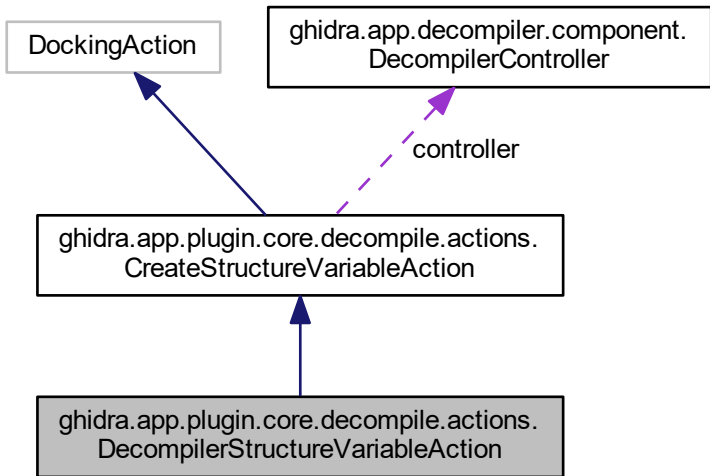 DockingAction
ghidra.app.decompiler.component.
DecompilerController
controller
ghidra.app.plugin.core.decompile.actions.
CreateStructureVariableAction
ghidra.app.plugin.core.decompile.actions.
DecompilerStructureVariableAction